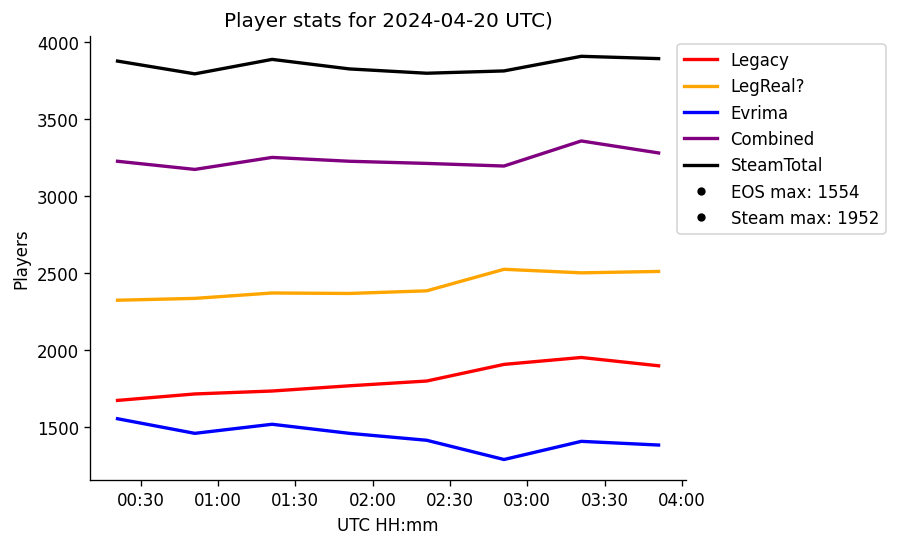 Player stats for 2024-04-20 UTC)
4000
3500
3000
2500
2000
1500
Players
00:30 01:00 01:30 02:00 02:30 03:00 03:30 04:00
UTC HH:mm
Legacy
LegReal?
Evrima
Combined
SteamTotal
EOS max: 1554
Steam max: 1952